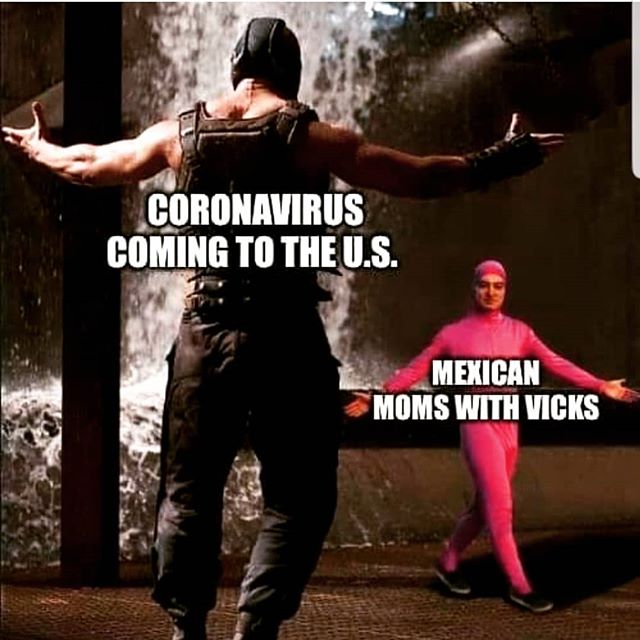 CORONAVIRUS
COMING TO THE U.S.
MEXICAN
MOMS WITH VICKS